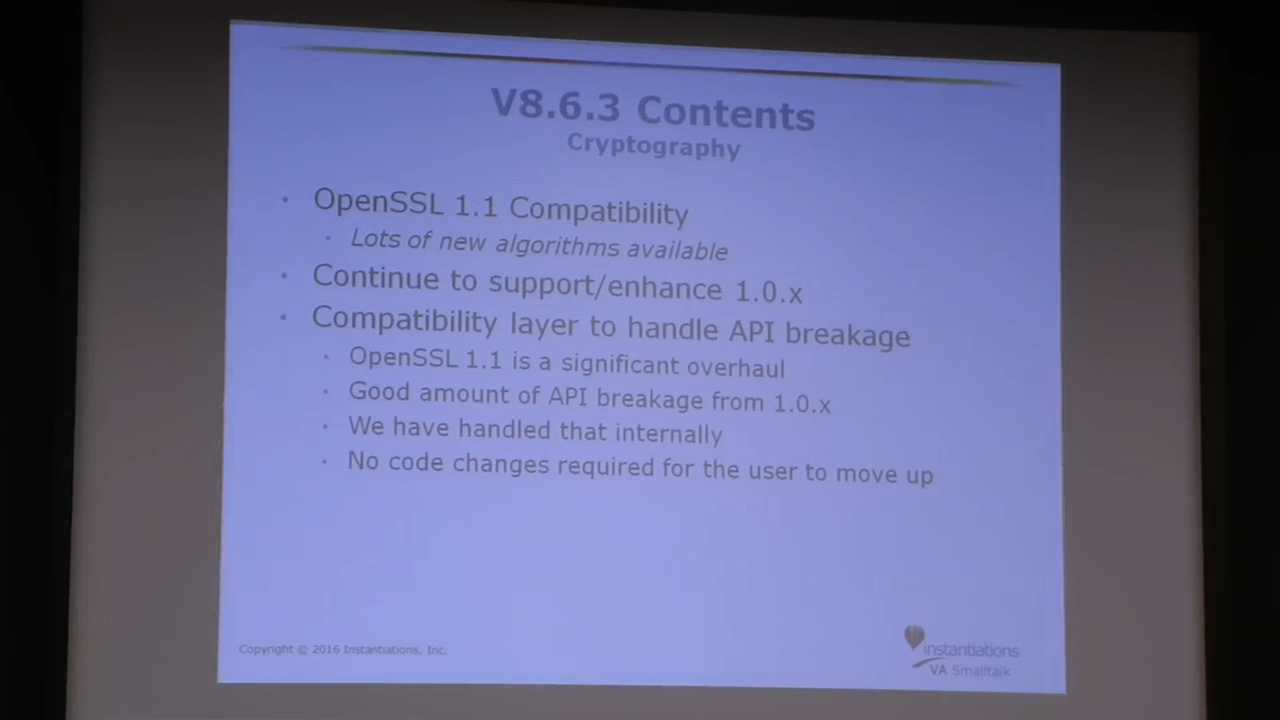 V8.6.3 Contents
Cryptography
• OpenSSL 1.1 Compatibility
• Lots of new algorithms available
• Continue to support/enhance 1.0.x
• Compatibility layer to handle API breakage
• OpenSSL 1.1 is a significant overhaul
• Good amount of API breakage from 1.0.x
• We have handled that internally
• No code changes required for the user to move up
Copyright © 2016 Instantiations, Inc.
instantiations
VA Smalltalk